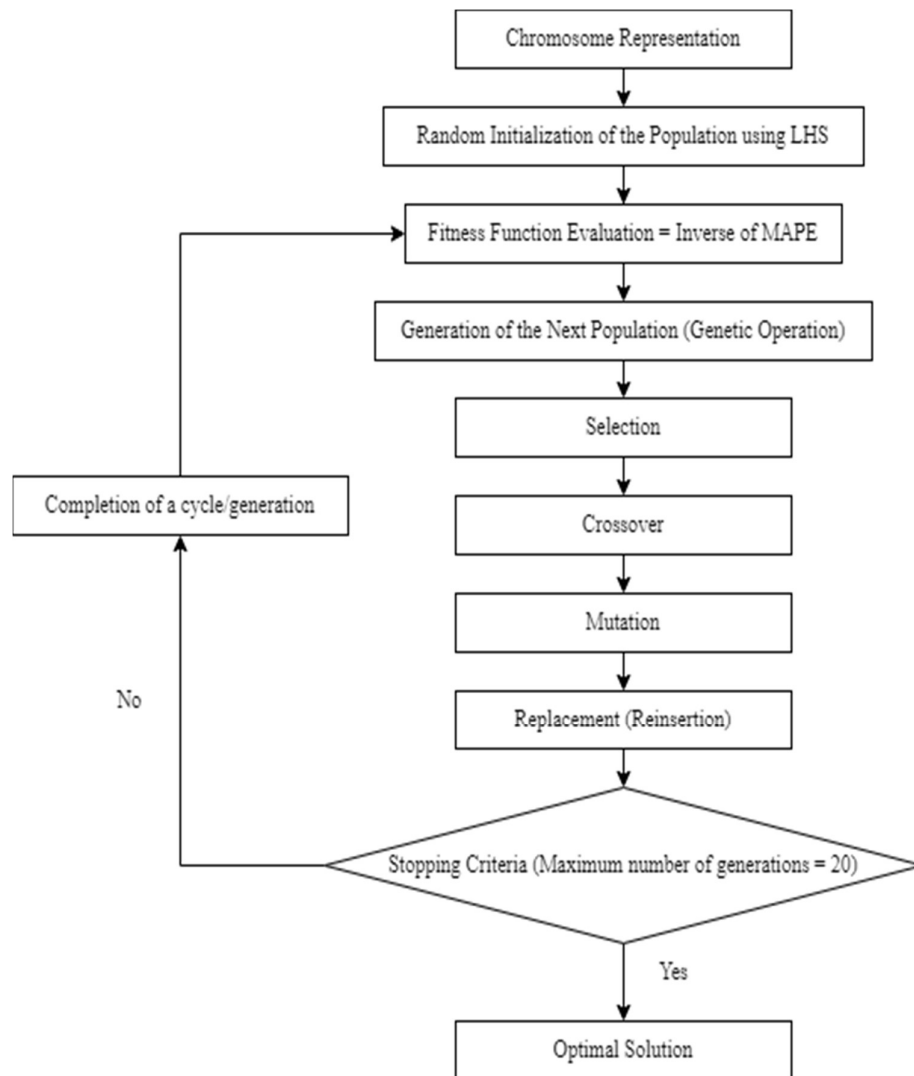 Chromosome Representation
Random Initialization of the Population using LHS
Fitness Function Evaluation = Inverse of MAPE
Generation of the Next Population (Genetic Operation)
Selection
Completion of a cycle/generation
Crossover
Mutation
No
Replacement (Reinsertion)
Stopping Criteria (Maximum number of generations = 20)
Yes
Optimal Solution